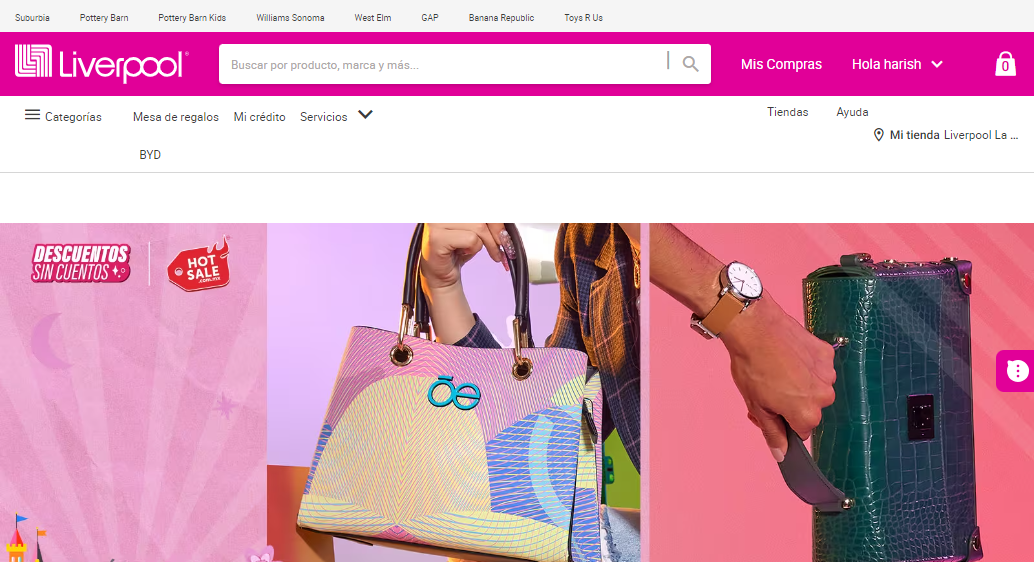 Suburbia Pottery Barn Pottery Barn Kids Williams Sonoma West Elm GAP Banana Republic Toys R Us
Liverpool Buscar por producto, marca y más... Mis Compras Hola harish 0
Categorías Mesa de regalos Mi crédito Servicios Tiendas Ayuda
Mi tienda Liverpool La ...
BYD
DESCUENTOS
SIN CUENTOS
HOT
SALE
.com.mx